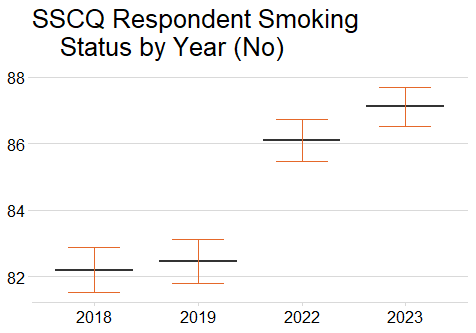 SSCQ Respondent Smoking
Status by Year (No)
88
86
84
82
2018 2019 2022 2023